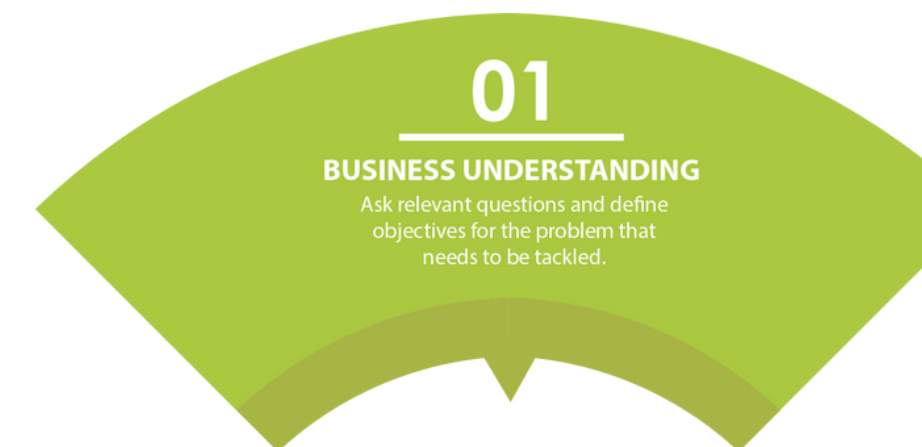 01
BUSINESS UNDERSTANDING
Ask relevant questions and define
objectives for the problem that
needs to be tackled.